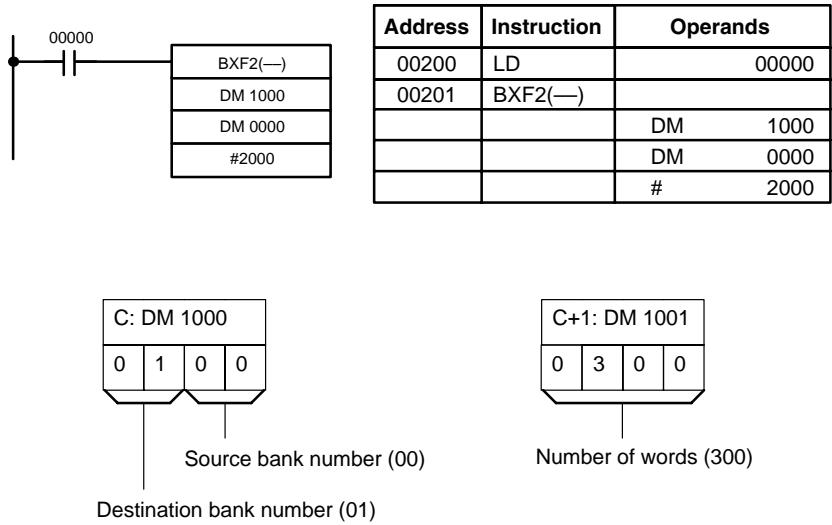 00000
BXF2(––)
DM 1000
DM 0000
#2000
Address Instruction Operands
00200 LD 00000
00201 BXF2(––)
DM 1000
DM 0000
# 2000
C: DM 1000
0 1 0 0
Source bank number (00)
Destination bank number (01)
C+1: DM 1001
0 3 0 0
Number of words (300)